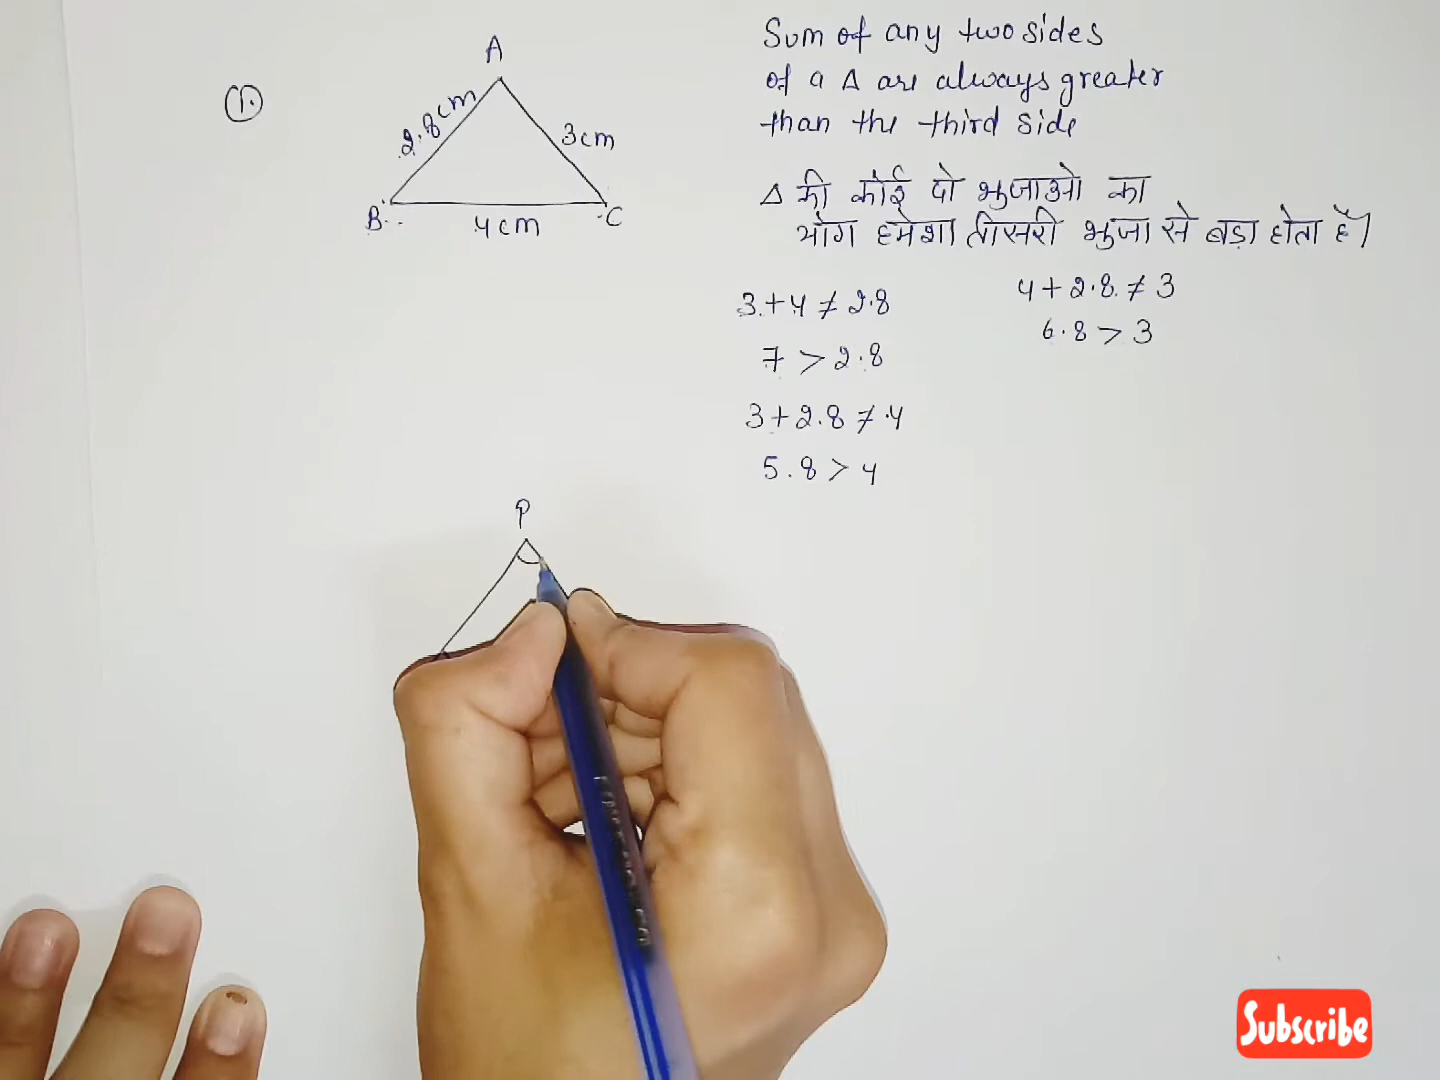 1.
A
2.8cm
3cm
B
4cm
C
Sum of any two sides
of a Δ are always greater
than the third side
Δ की कोई दो भुजाओ का
योग हमेशा तीसरी भुजा से बड़ा होता है।
3+4 ≠ 2.8
7 > 2.8
3+2.8 ≠ 4
5.8 > 4
4+2.8 ≠ 3
6.8 > 3
P
Subscribe